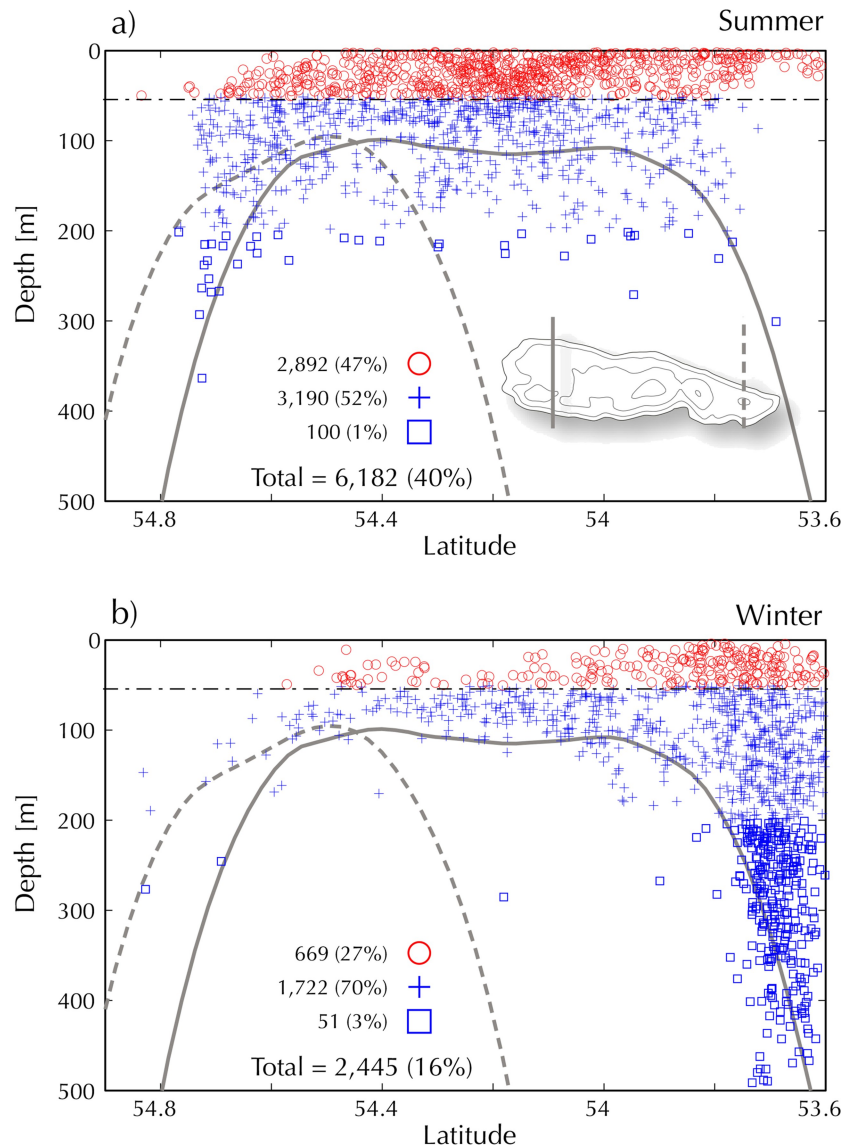 a)
Summer
0
100
200
300
400
500
Depth [m]
2,892 (47%)
3,190 (52%)
100 (1%)
Total = 6,182 (40%)
54.8
54.4
54
53.6
Latitude
b)
Winter
0
100
200
300
400
500
Depth [m]
669 (27%)
1,722 (70%)
51 (3%)
Total = 2,445 (16%)
54.8
54.4
54
53.6
Latitude